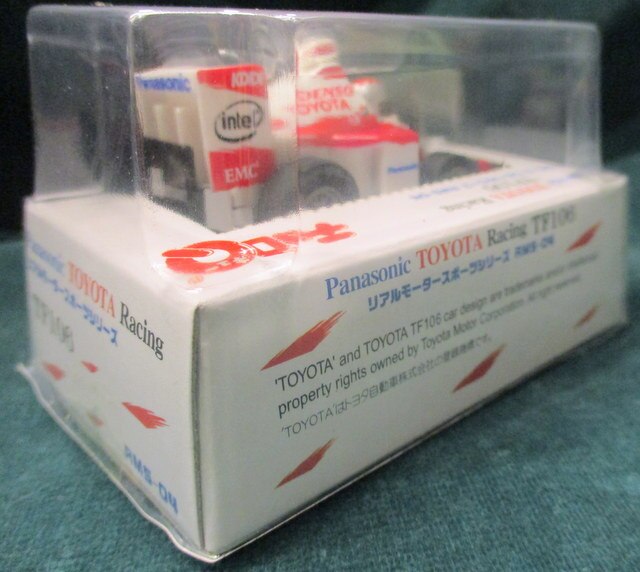 Panasonic
KDDI
intel
EMC
DENSO
TOYOTA
Panasonic
チョロQ
Panasonic TOYOTA Racing TF106
リアルモータースポーツシリーズ RMS-04
'TOYOTA' and TOYOTA TF106 car design are trademarks and/or intellectual
property rights owned by Toyota Motor Corporation. All right reserved.
'TOYOTA'はトヨタ自動車株式会社の登録商標です。
Panasonic TOYOTA Racing
リアルモータースポーツシリーズ
TF106
RMS-04